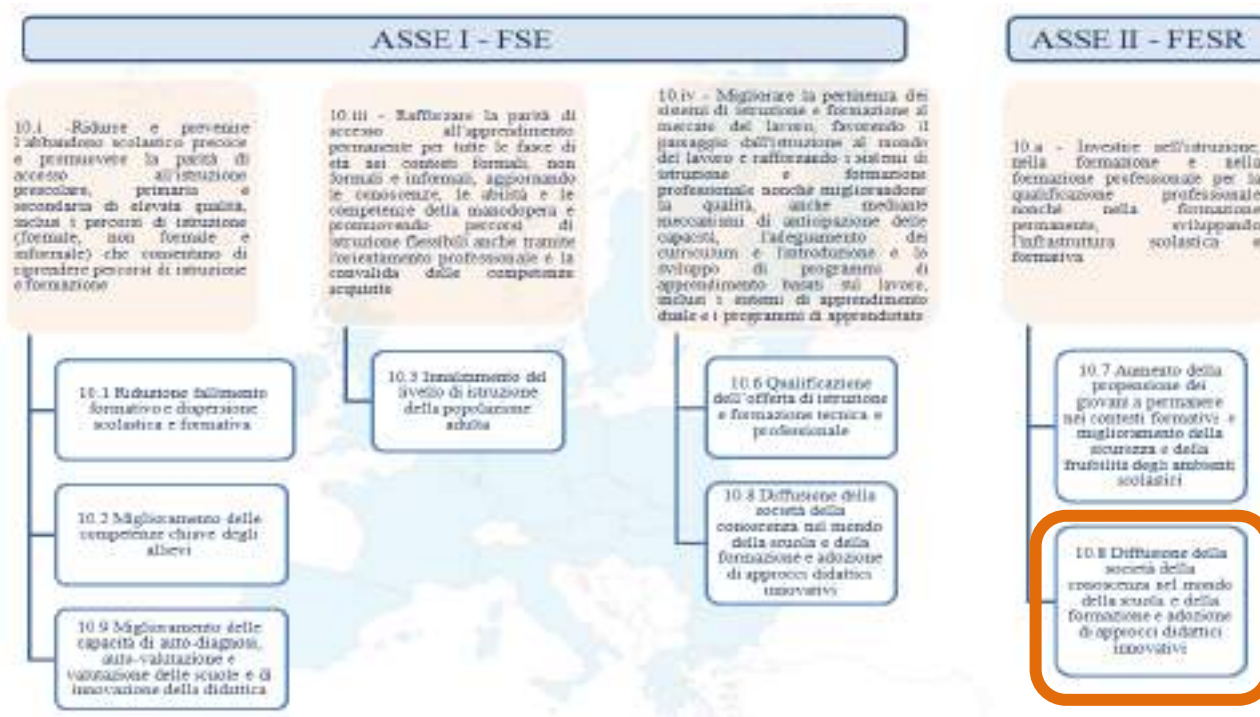 ASSE I - FSE
10.i -Ridurre e prevenire
l'abbandono scolastico precoce
e promuovere la parità di
accesso all'istruzione
prescolare, primaria e
secondaria di elevata qualità,
inclusi i percorsi di istruzione
(formale, non formale e
informale) che consentano di
riprendere percorsi di istruzione
e formazione
10.1 Riduzione fallimento
formativo e dispersione
scolastica e formativa
10.2 Miglioramento delle
competenze chiave degli
allievi
10.9 Miglioramento delle
capacità di auto-diagnosi,
auto-valutazione e
valutazione delle scuole e di
innovazione della didattica
10.iii - Rafforzare la parità di
accesso all'apprendimento
permanente per tutte le fasce di
età nei contesti formali, non
formali e informali, aggiornando
le conoscenze, le abilità e le
competenze della manodopera e
promuovendo percorsi di
istruzione flessibili anche tramite
l'orientamento professionale e la
convalida delle competenze
acquisite
10.3 Innalzamento del
livello di istruzione
della popolazione
adulta
10.iv - Migliorare la pertinenza dei
sistemi di istruzione e formazione al
mercato del lavoro, favorendo il
passaggio dall'istruzione al mondo
del lavoro e rafforzando i sistemi di
istruzione e formazione
professionale nonché migliorandone
la qualità, anche mediante
meccanismi di anticipazione delle
capacità, l'adeguamento dei
curriculum e l'introduzione e lo
sviluppo di programmi di
apprendimento basati sul lavoro,
inclusi i sistemi di apprendimento
duale e i programmi di apprendistato
10.6 Qualificazione
dell'offerta di istruzione
e formazione tecnica e
professionale
10.8 Diffusione della
società della
conoscenza nel mondo
della scuola e della
formazione e adozione
di approcci didattici
innovativi
ASSE II - FESR
10.a - Investire nell'istruzione,
nella formazione e nella
formazione professionale per la
qualificazione professionale
nonché nella formazione
permanente, sviluppando
l'infrastruttura scolastica e
formativa
10.7 Aumento della
propensione dei
giovani a permanere
nei contesti formativi e
miglioramento della
sicurezza e della
fruibilità degli ambienti
scolastici
10.8 Diffusione della
società della
conoscenza nel mondo
della scuola e della
formazione e adozione
di approcci didattici
innovativi